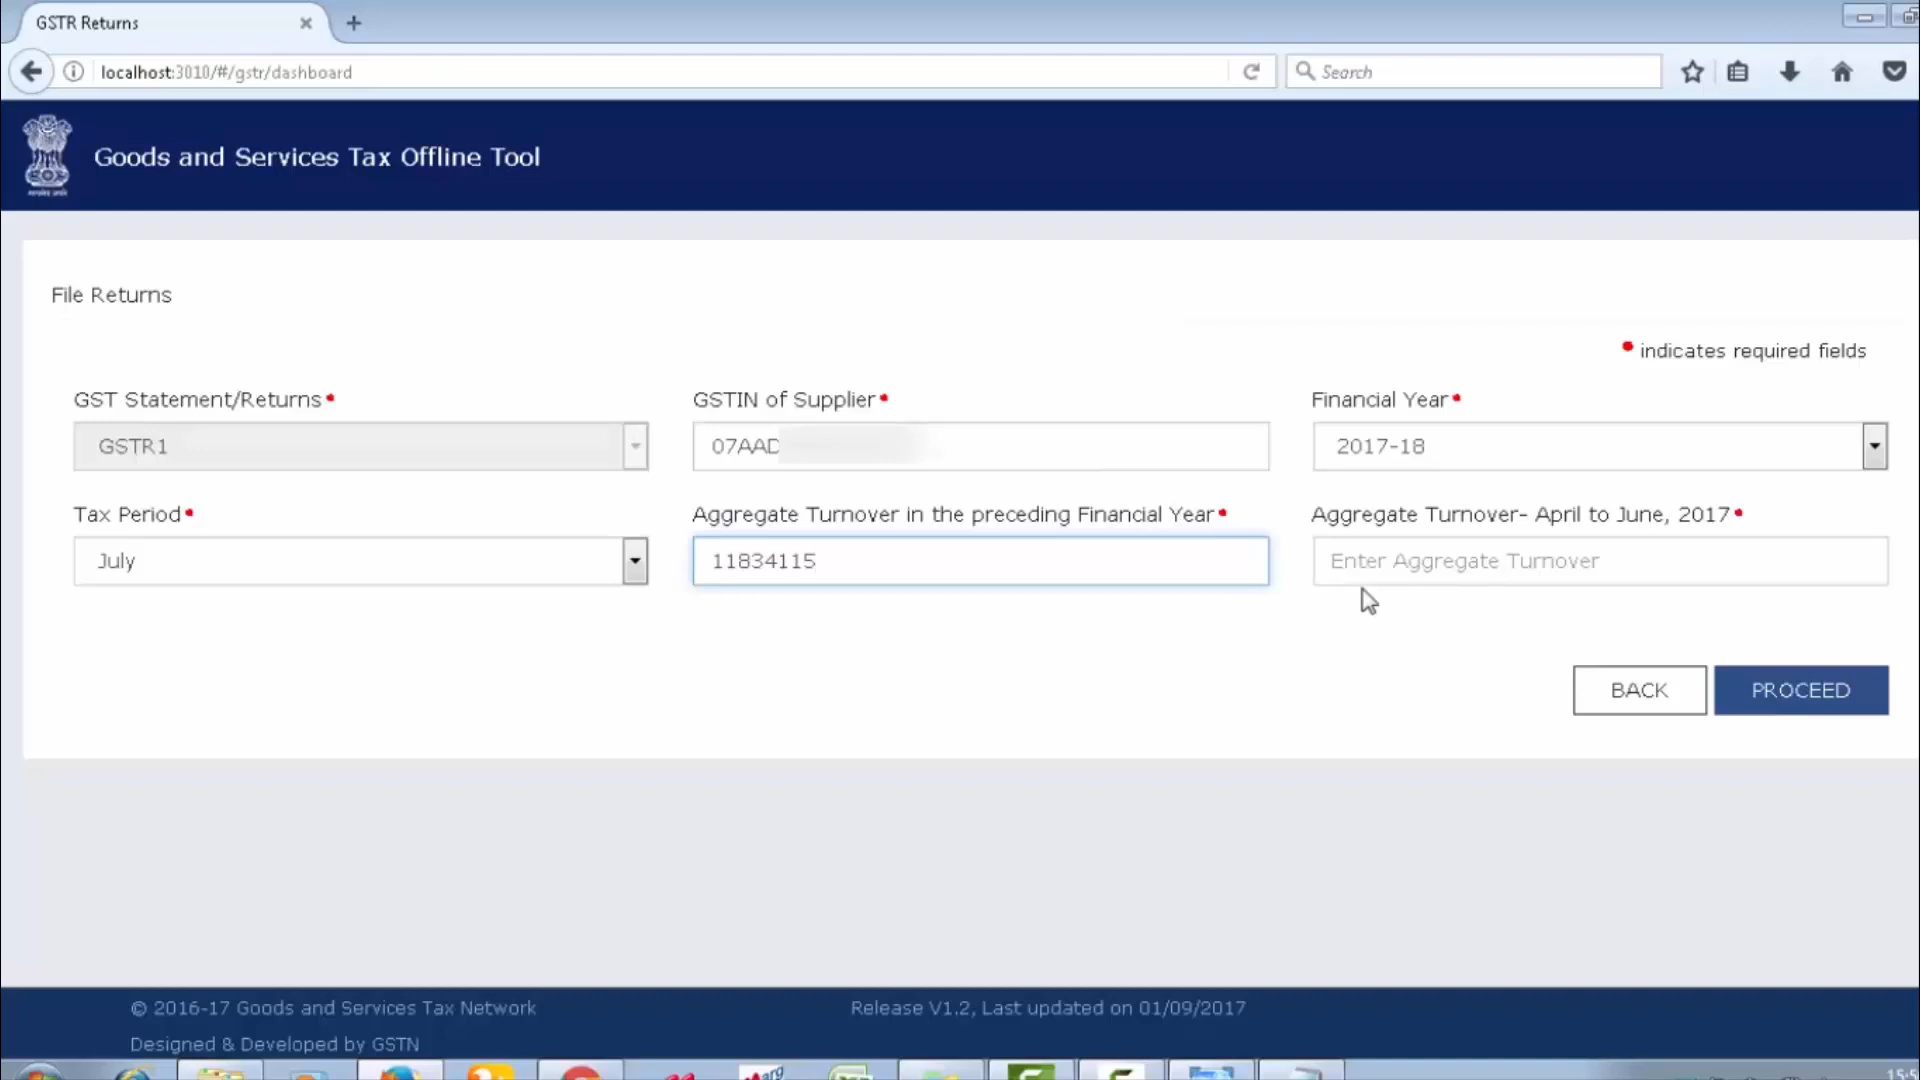 GSTR Returns
localhost:3010/#/gstr/dashboard
Search
Goods and Services Tax Offline Tool
File Returns
• indicates required fields
GST Statement/Returns•
GSTIN of Supplier•
Financial Year•
GSTR1
07AAD
2017-18
Tax Period•
Aggregate Turnover in the preceding Financial Year•
Aggregate Turnover- April to June, 2017•
July
11834115
Enter Aggregate Turnover
BACK
PROCEED
© 2016-17 Goods and Services Tax Network
Release V1.2, Last updated on 01/09/2017
Designed & Developed by GSTN